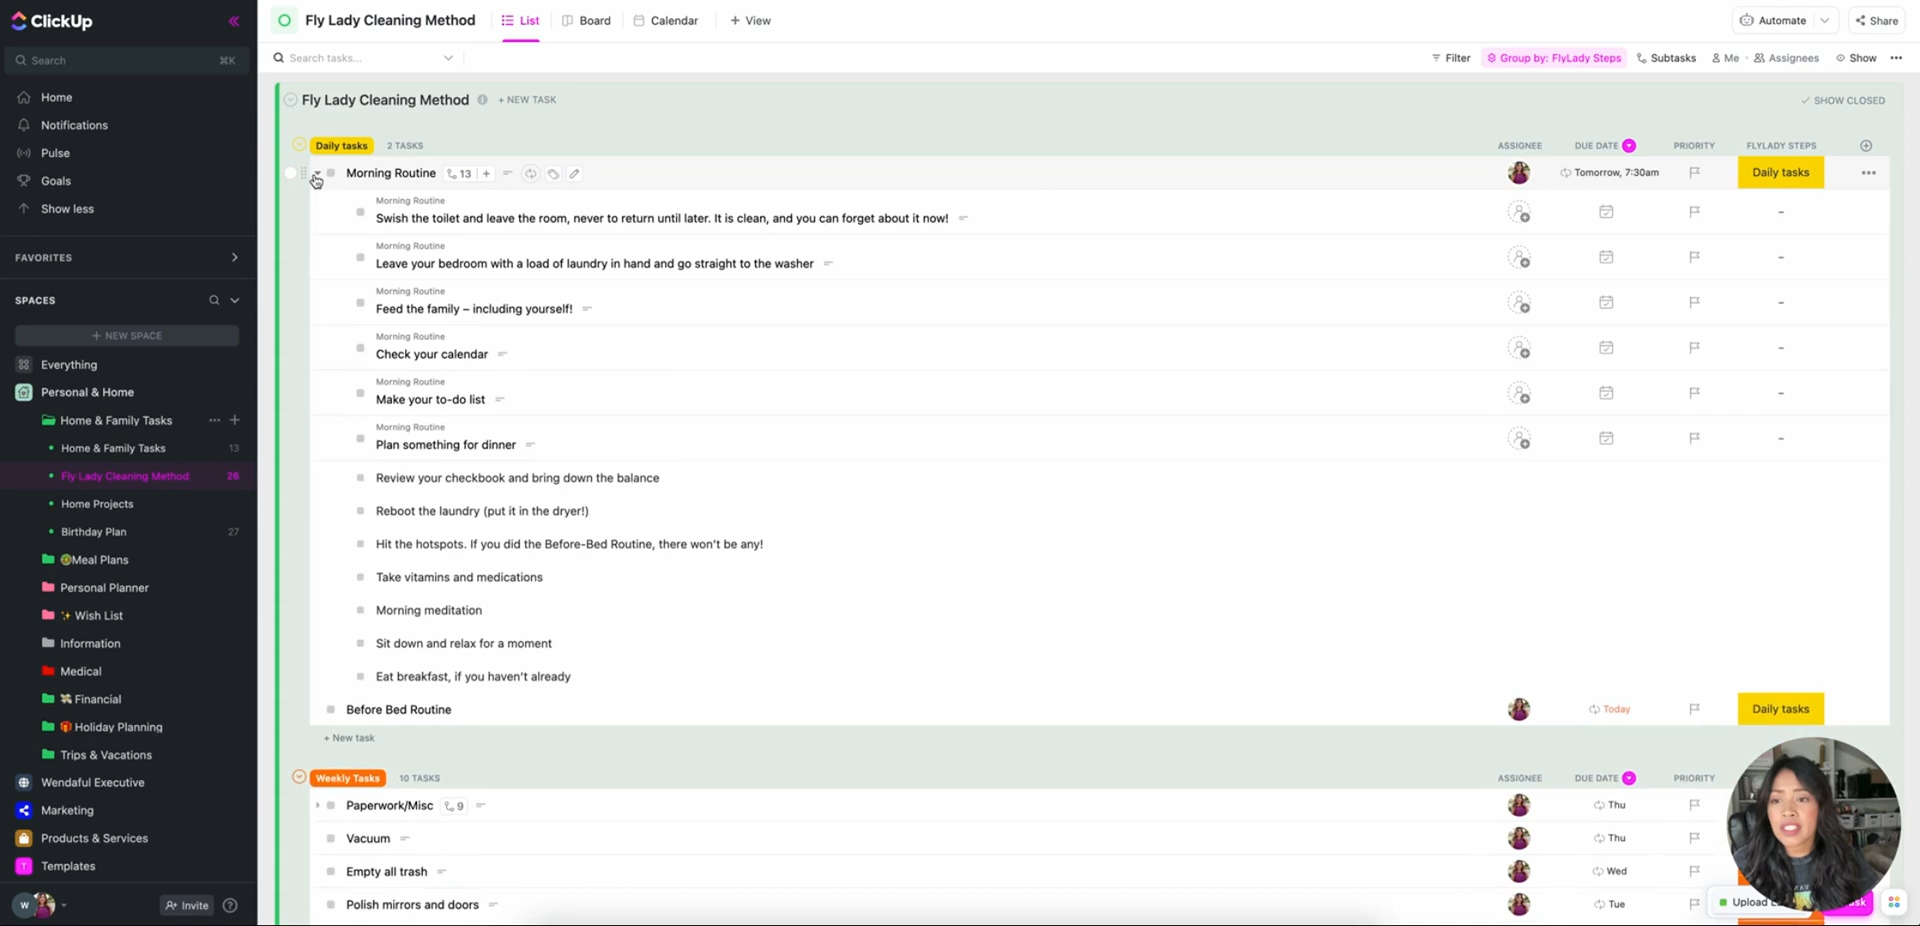 ClickUp
Search ⌘K
Home
Notifications
Pulse
Goals
Show less
FAVORITES
SPACES
+ NEW SPACE
Everything
Personal & Home
Home & Family Tasks
Home & Family Tasks 13
Fly Lady Cleaning Method 26
Home Projects
Birthday Plan 27
Meal Plans
Personal Planner
Wish List
Information
Medical
Financial
Holiday Planning
Trips & Vacations
Wendaful Executive
Marketing
Products & Services
T Templates
W Invite
Fly Lady Cleaning Method List Board Calendar + View Automate Share
Search tasks... Filter Group by: FlyLady Steps Subtasks Me Assignees Show
Fly Lady Cleaning Method + NEW TASK SHOW CLOSED
Daily tasks 2 TASKS ASSIGNEE DUE DATE PRIORITY FLYLADY STEPS
Morning Routine 13 + Tomorrow, 7:30am Daily tasks
Morning Routine
Swish the toilet and leave the room, never to return until later. It is clean, and you can forget about it now! -
Morning Routine
Leave your bedroom with a load of laundry in hand and go straight to the washer -
Morning Routine
Feed the family – including yourself! -
Morning Routine
Check your calendar -
Morning Routine
Make your to-do list -
Morning Routine
Plan something for dinner -
Review your checkbook and bring down the balance
Reboot the laundry (put it in the dryer!)
Hit the hotspots. If you did the Before-Bed Routine, there won't be any!
Take vitamins and medications
Morning meditation
Sit down and relax for a moment
Eat breakfast, if you haven't already
Before Bed Routine Today Daily tasks
+ New task
Weekly Tasks 10 TASKS ASSIGNEE DUE DATE PRIORITY
Paperwork/Misc 9 Thu
Vacuum Thu
Empty all trash Wed
Polish mirrors and doors Tue
Upload